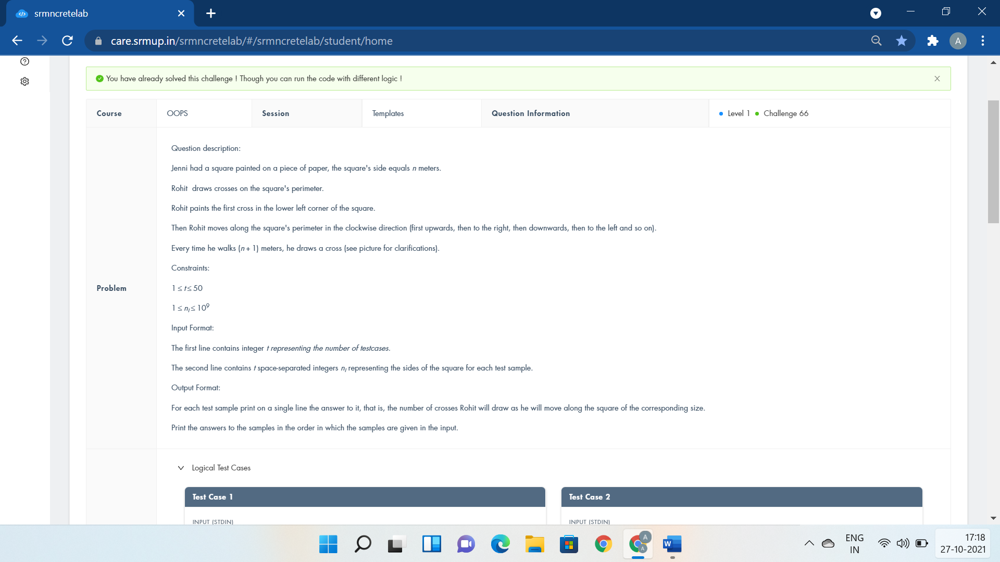 srmncretelab
care.srmup.in/srmncretelab/#/srmncretelab/student/home
A
You have already solved this challenge ! Though you can run the code with different logic !
Course OOPS Session Templates Question Information Level 1 Challenge 66
Problem
Question description:
Jenni had a square painted on a piece of paper, the square's side equals n meters.
Rohit draws crosses on the square's perimeter.
Rohit paints the first cross in the lower left corner of the square.
Then Rohit moves along the square's perimeter in the clockwise direction (first upwards, then to the right, then downwards, then to the left and so on).
Every time he walks (n + 1) meters, he draws a cross (see picture for clarifications).
Constraints:
1 ≤ t ≤ 50
1 ≤ nᵢ ≤ 10⁹
Input Format:
The first line contains integer t representing the number of testcases.
The second line contains t space-separated integers nᵢ representing the sides of the square for each test sample.
Output Format:
For each test sample print on a single line the answer to it, that is, the number of crosses Rohit will draw as he will move along the square of the corresponding size.
Print the answers to the samples in the order in which the samples are given in the input.
Logical Test Cases
Test Case 1
INPUT (STDIN)
Test Case 2
INPUT (STDIN)
A
A
W
ENG
IN
17:18
27-10-2021